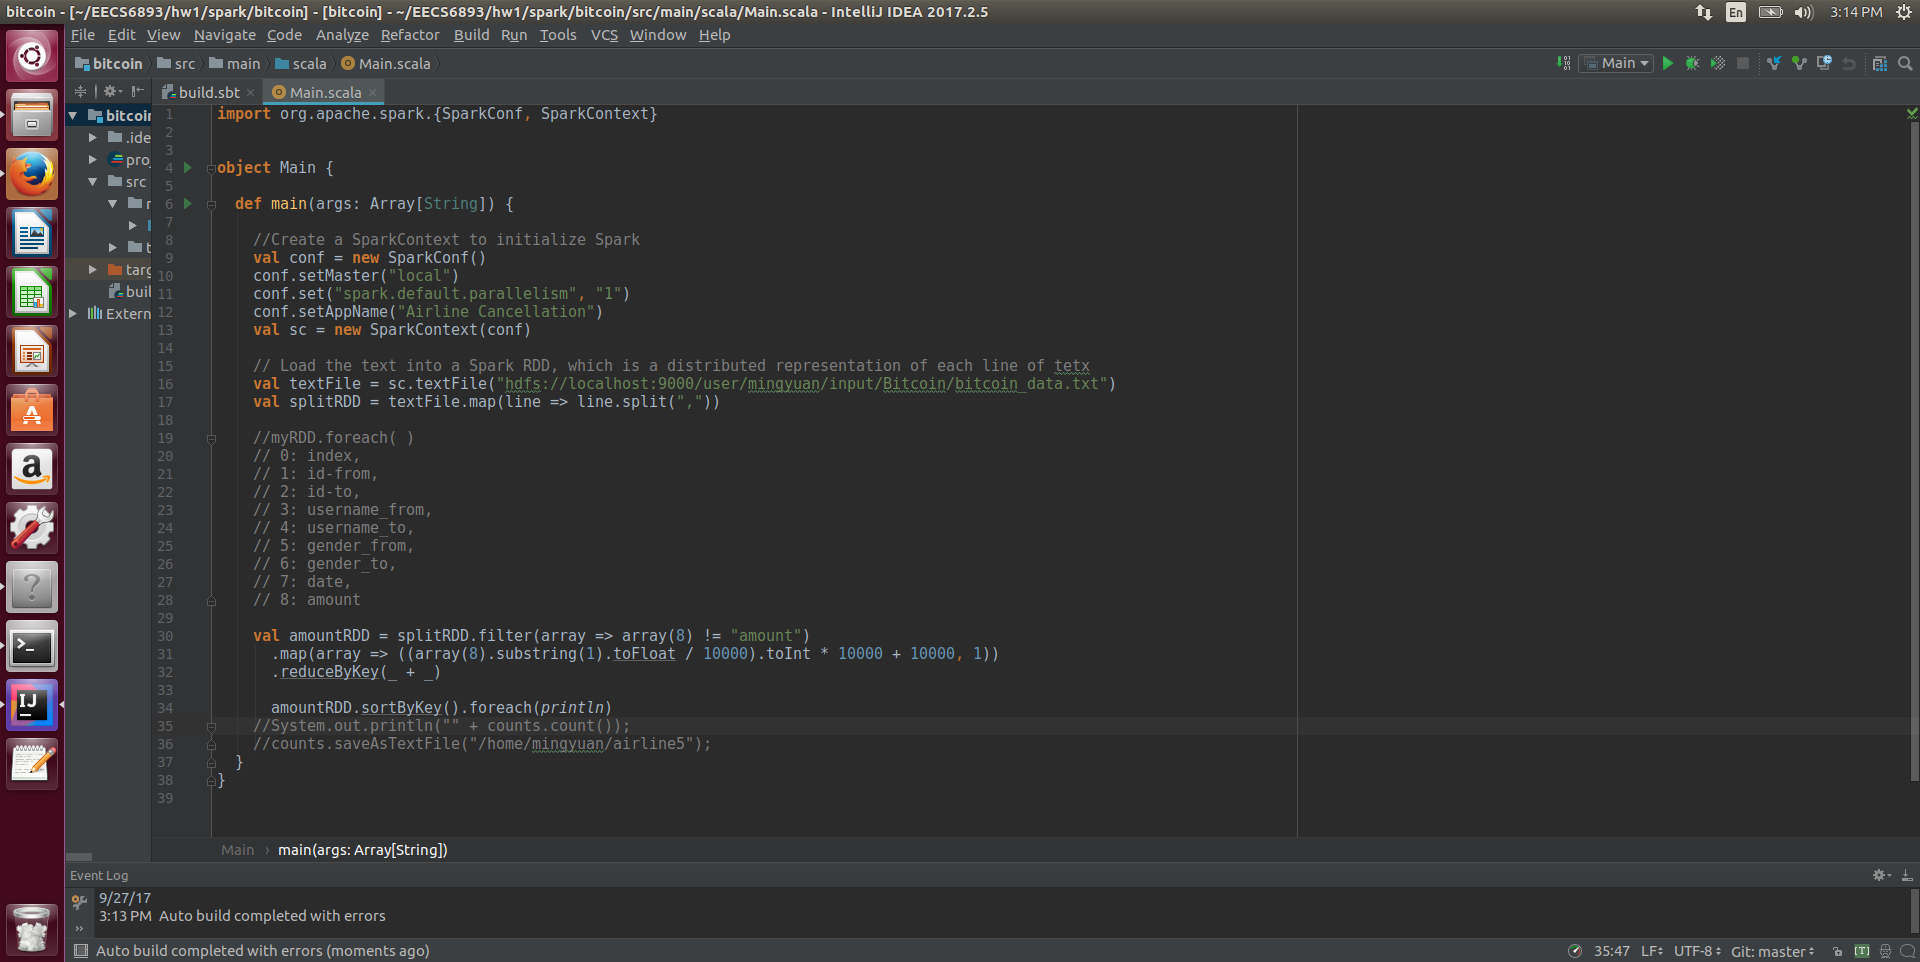 bitcoin - [~/EECS6893/hw1/spark/bitcoin] - [bitcoin] - ~/EECS6893/hw1/spark/bitcoin/src/main/scala/Main.scala - IntelliJ IDEA 2017.2.5
En
3:14 PM
File Edit View Navigate Code Analyze Refactor Build Run Tools VCS Window Help
bitcoin src main scala Main.scala
Main
build.sbt
Main.scala
bitcoin
.ide
pro
src
targ
buil
Extern
1 import org.apache.spark.{SparkConf, SparkContext}
2
3
4 object Main {
5
6 def main(args: Array[String]) {
7
8 //Create a SparkContext to initialize Spark
9 val conf = new SparkConf()
10 conf.setMaster("local")
11 conf.set("spark.default.parallelism", "1")
12 conf.setAppName("Airline Cancellation")
13 val sc = new SparkContext(conf)
14
15 // Load the text into a Spark RDD, which is a distributed representation of each line of tetx
16 val textFile = sc.textFile("hdfs://localhost:9000/user/mingyuan/input/Bitcoin/bitcoin_data.txt")
17 val splitRDD = textFile.map(line => line.split(","))
18
19 //myRDD.foreach( )
20 // 0: index,
21 // 1: id-from,
22 // 2: id-to,
23 // 3: username_from,
24 // 4: username_to,
25 // 5: gender_from,
26 // 6: gender_to,
27 // 7: date,
28 // 8: amount
29
30 val amountRDD = splitRDD.filter(array => array(8) != "amount")
31 .map(array => ((array(8).substring(1).toFloat / 10000).toInt * 10000 + 10000, 1))
32 .reduceByKey(_ + _)
33
34 amountRDD.sortByKey().foreach(println)
35 //System.out.println("" + counts.count());
36 //counts.saveAsTextFile("/home/mingyuan/airline5");
37 }
38 }
39
Main › main(args: Array[String])
Event Log
9/27/17
3:13 PM Auto build completed with errors
Auto build completed with errors (moments ago)
35:47 LF UTF-8 Git: master